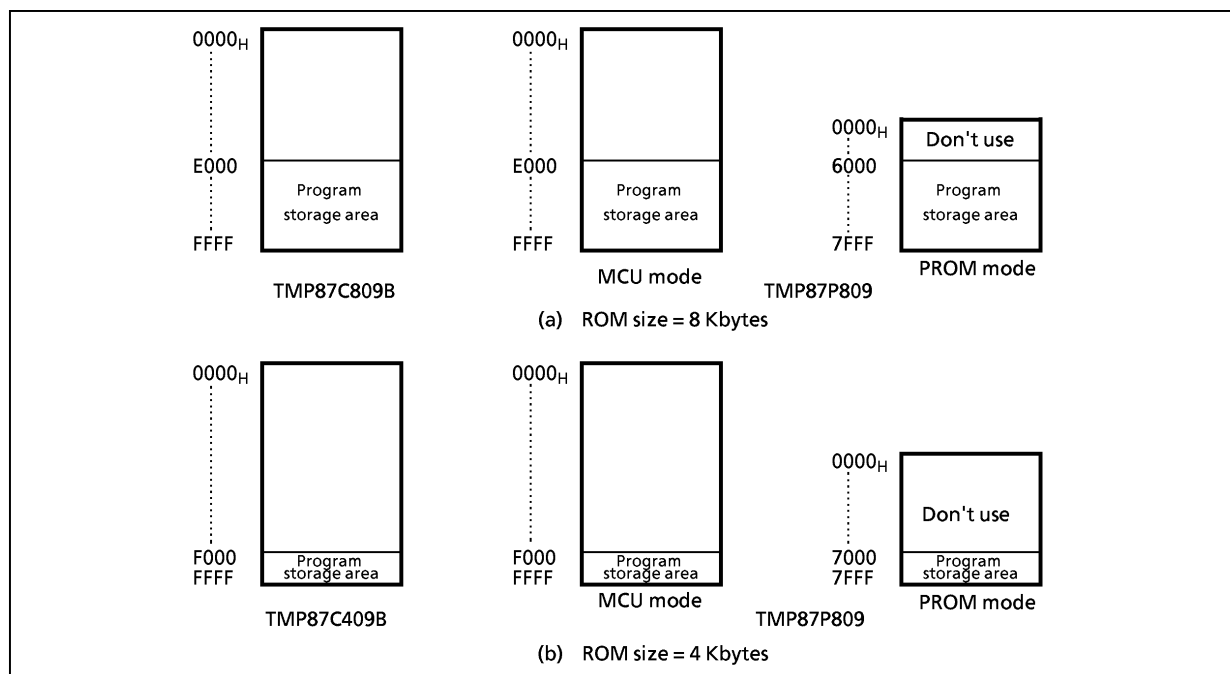 0000H
E000
Program
storage area
FFFF
TMP87C809B
0000H
E000
Program
storage area
FFFF
MCU mode
0000H
Don't use
6000
Program
storage area
7FFF
PROM mode
TMP87P809
(a) ROM size = 8 Kbytes
0000H
F000
Program
storage area
FFFF
TMP87C409B
0000H
F000
Program
storage area
FFFF
MCU mode
0000H
Don't use
7000
Program
storage area
7FFF
PROM mode
TMP87P809
(b) ROM size = 4 Kbytes